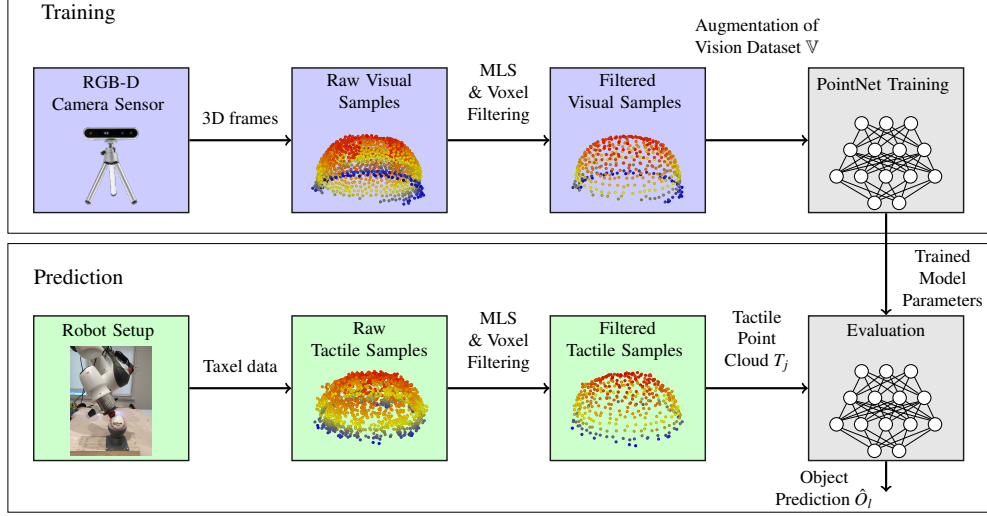 Training
RGB-D
Camera Sensor
3D frames
Raw Visual
Samples
MLS
& Voxel
Filtering
Filtered
Visual Samples
Augmentation of
Vision Dataset 𝕍
PointNet Training
Prediction
Robot Setup
Taxel data
Raw
Tactile Samples
MLS
& Voxel
Filtering
Filtered
Tactile Samples
Tactile
Point
Cloud T_j
Trained
Model
Parameters
Evaluation
Object
Prediction Ô_l